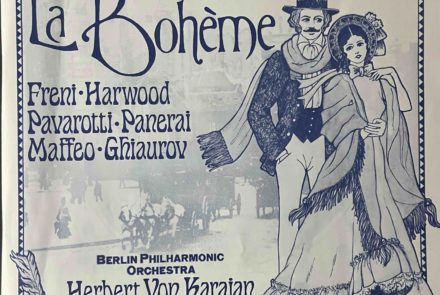 La Bohème
Freni · Harwood
Pavarotti · Panerai
Maffeo · Ghiaurov
BERLIN PHILHARMONIC
ORCHESTRA
Herbert Von Karajan